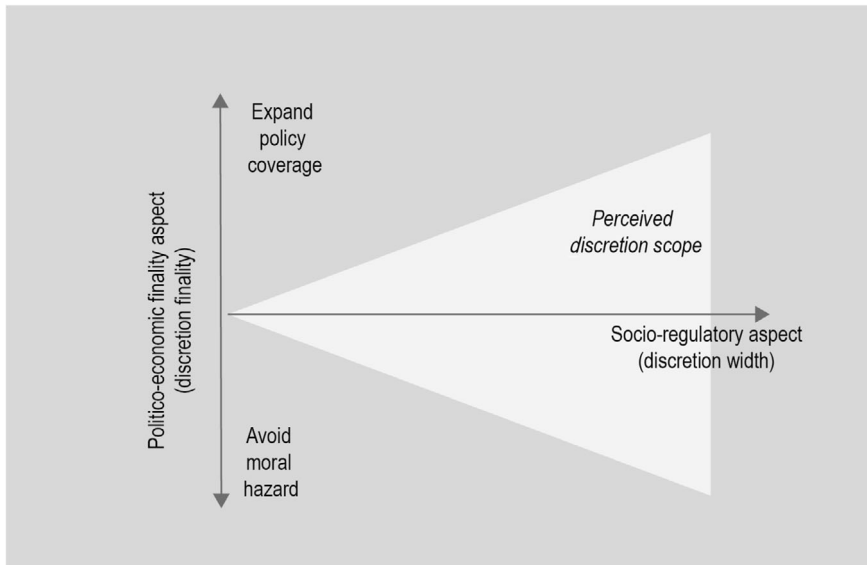 Expand
policy
coverage
Politico-economic finality aspect
(discretion finality)
Perceived
discretion scope
Socio-regulatory aspect
(discretion width)
Avoid
moral
hazard